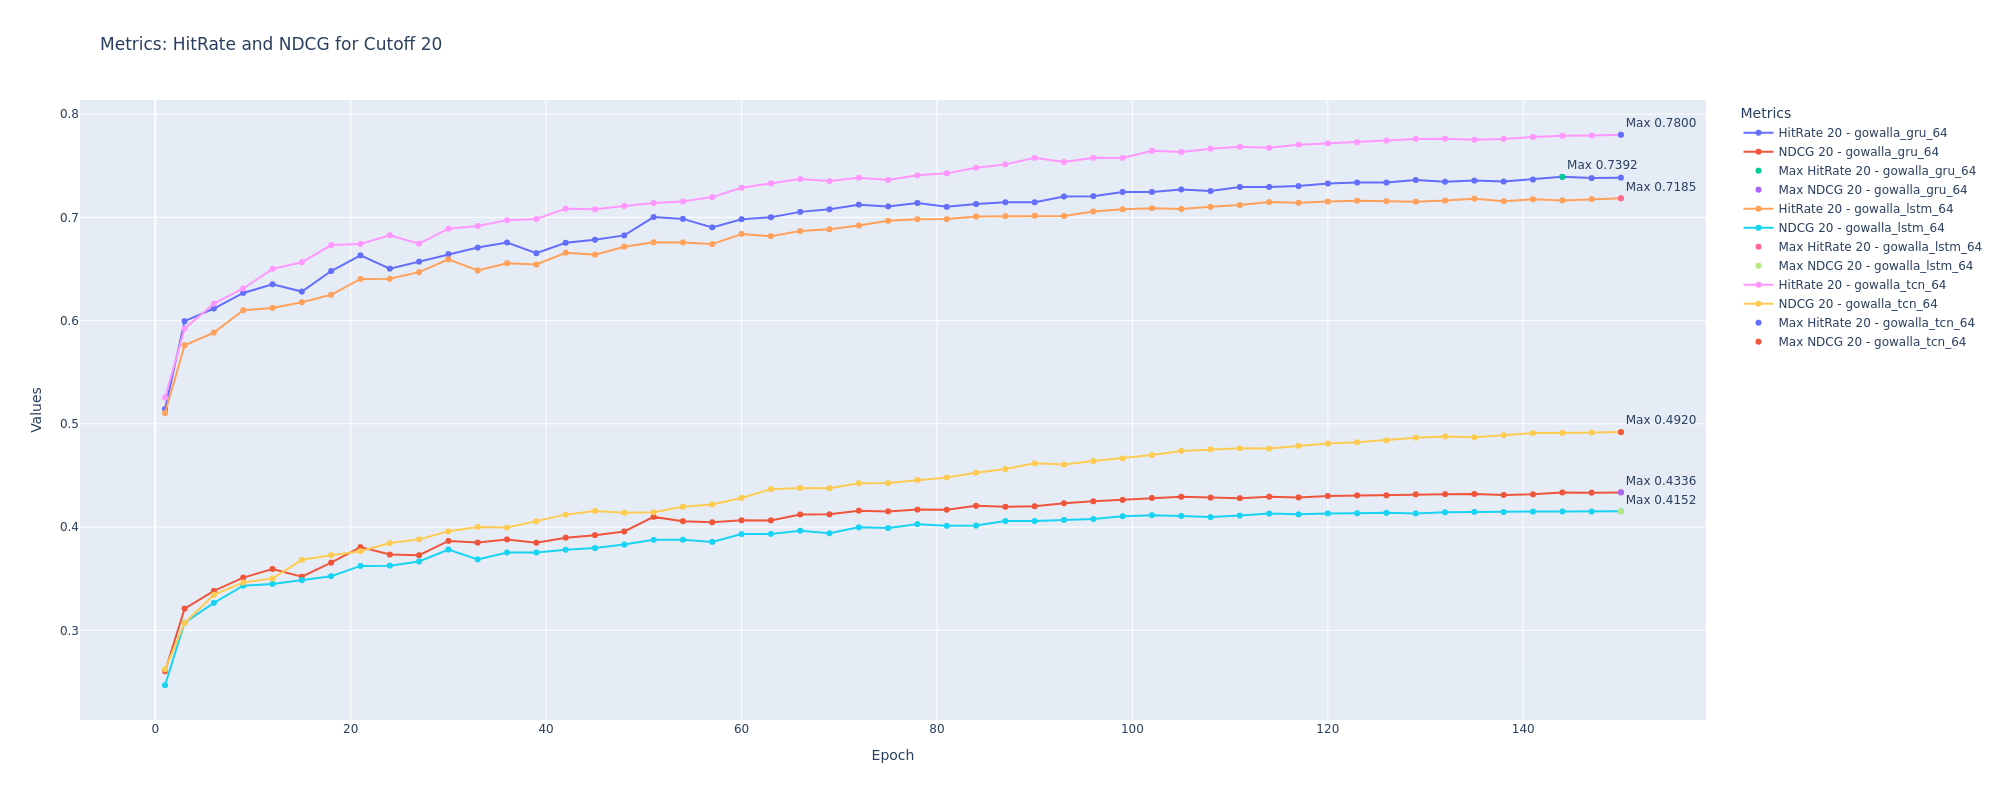 Metrics: HitRate and NDCG for Cutoff 20
Values
0.8
0.7
0.6
0.5
0.4
0.3
0
20
40
60
80
100
120
140
Epoch
Max 0.7800
Max 0.7392
Max 0.7185
Max 0.4920
Max 0.4336
Max 0.4152
Metrics
HitRate 20 - gowalla_gru_64
NDCG 20 - gowalla_gru_64
Max HitRate 20 - gowalla_gru_64
Max NDCG 20 - gowalla_gru_64
HitRate 20 - gowalla_lstm_64
NDCG 20 - gowalla_lstm_64
Max HitRate 20 - gowalla_lstm_64
Max NDCG 20 - gowalla_lstm_64
HitRate 20 - gowalla_tcn_64
NDCG 20 - gowalla_tcn_64
Max HitRate 20 - gowalla_tcn_64
Max NDCG 20 - gowalla_tcn_64